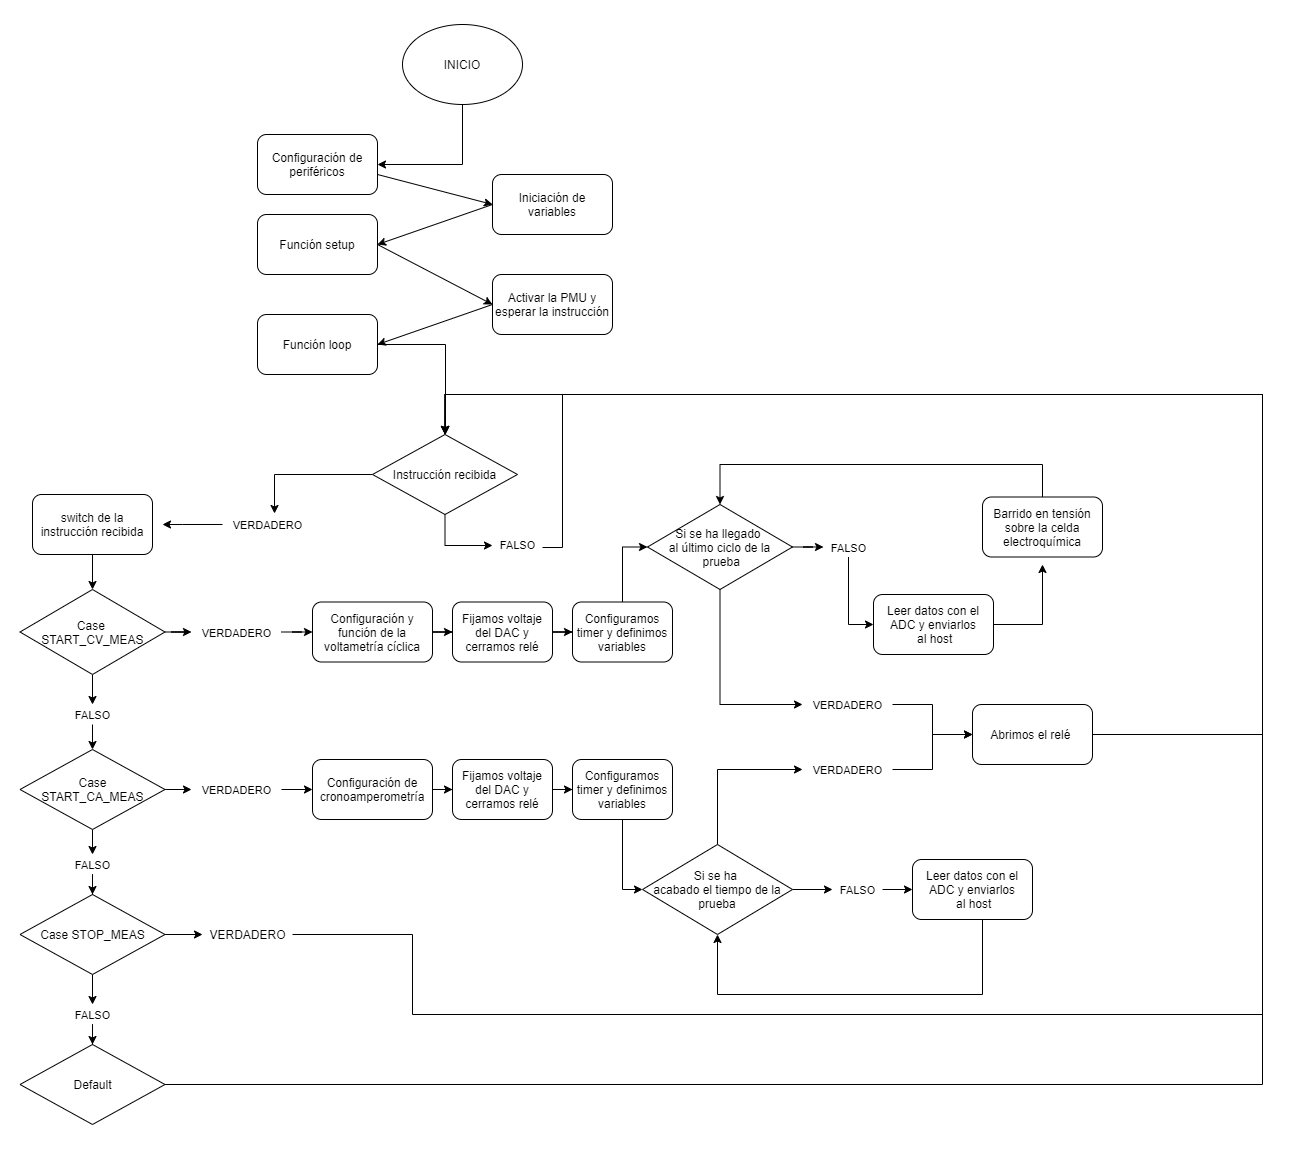 INICIO
Configuración de
periféricos
Iniciación de
variables
Función setup
Activar la PMU y
esperar la instrucción
Función loop
Instrucción recibida
VERDADERO
FALSO
switch de la
instrucción recibida
Case
START_CV_MEAS
VERDADERO
Configuración y
función de la
voltametría cíclica
Fijamos voltaje
del DAC y
cerramos relé
Configuramos
timer y definimos
variables
Si se ha llegado
al último ciclo de la
prueba
FALSO
Leer datos con el
ADC y enviarlos
al host
Barrido en tensión
sobre la celda
electroquímica
VERDADERO
Abrimos el relé
FALSO
Case
START_CA_MEAS
VERDADERO
Configuración de
cronoamperometría
Fijamos voltaje
del DAC y
cerramos relé
Configuramos
timer y definimos
variables
VERDADERO
Si se ha
acabado el tiempo de la
prueba
FALSO
Leer datos con el
ADC y enviarlos
al host
FALSO
Case STOP_MEAS
VERDADERO
FALSO
Default